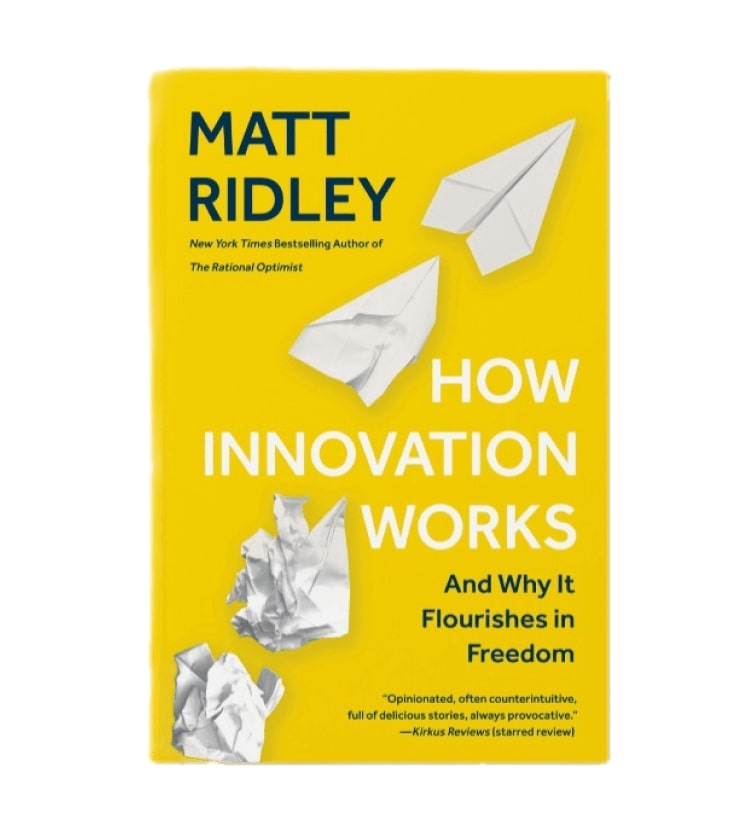 MATT
RIDLEY
New York Times Bestselling Author of
The Rational Optimist
HOW
INNOVATION
WORKS
And Why It
Flourishes in
Freedom
“Opinionated, often counterintuitive,
full of delicious stories, always provocative.”
—Kirkus Reviews (starred review)